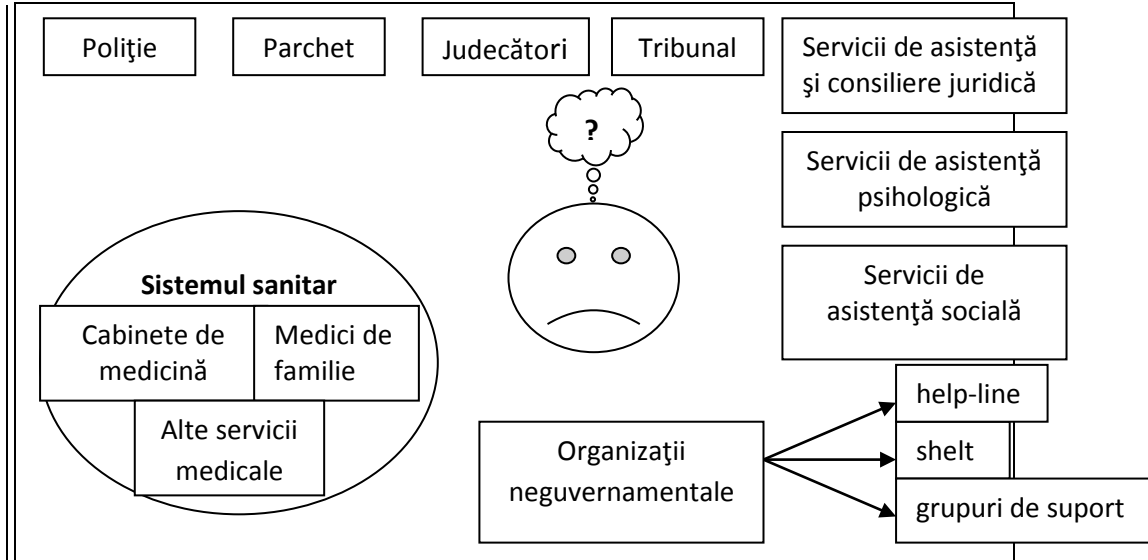 Poliţie
Parchet
Judecători
Tribunal
Servicii de asistenţă
şi consiliere juridică
?
Servicii de asistenţă
psihologică
Servicii de
asistenţă socială
Sistemul sanitar
Cabinete de
medicină
Medici de
familie
Alte servicii
medicale
Organizaţii
neguvernamentale
help-line
shelt
grupuri de suport